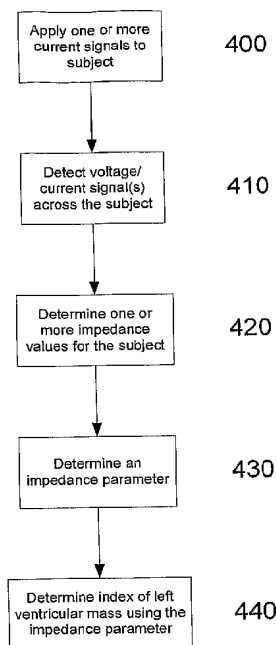 Apply one or more
current signals to
subject
400
Detect voltage/
current signal(s)
across the subject
410
Determine one or
more impedance
values for the subject
420
Determine an
impedance parameter
430
Determine index of left
ventricular mass using the
impedance parameter
440